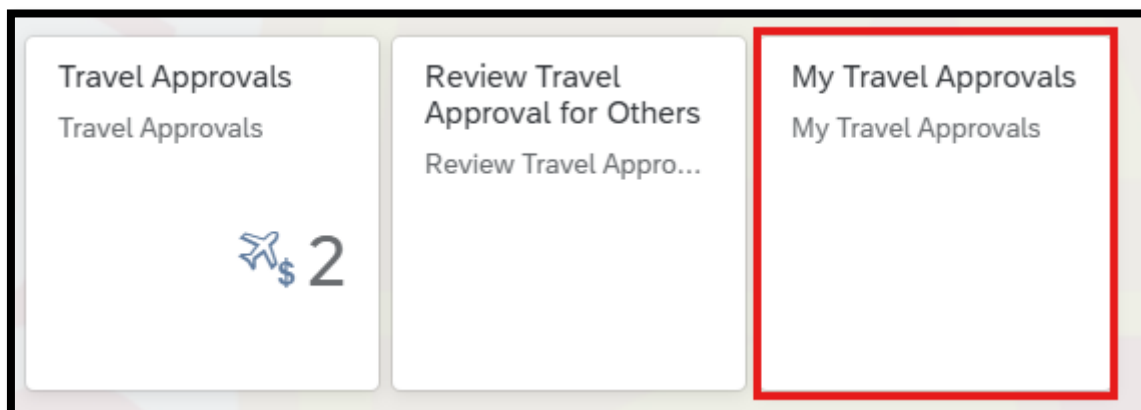 Travel Approvals
Travel Approvals
$ 2
Review Travel
Approval for Others
Review Travel Appro...
My Travel Approvals
My Travel Approvals